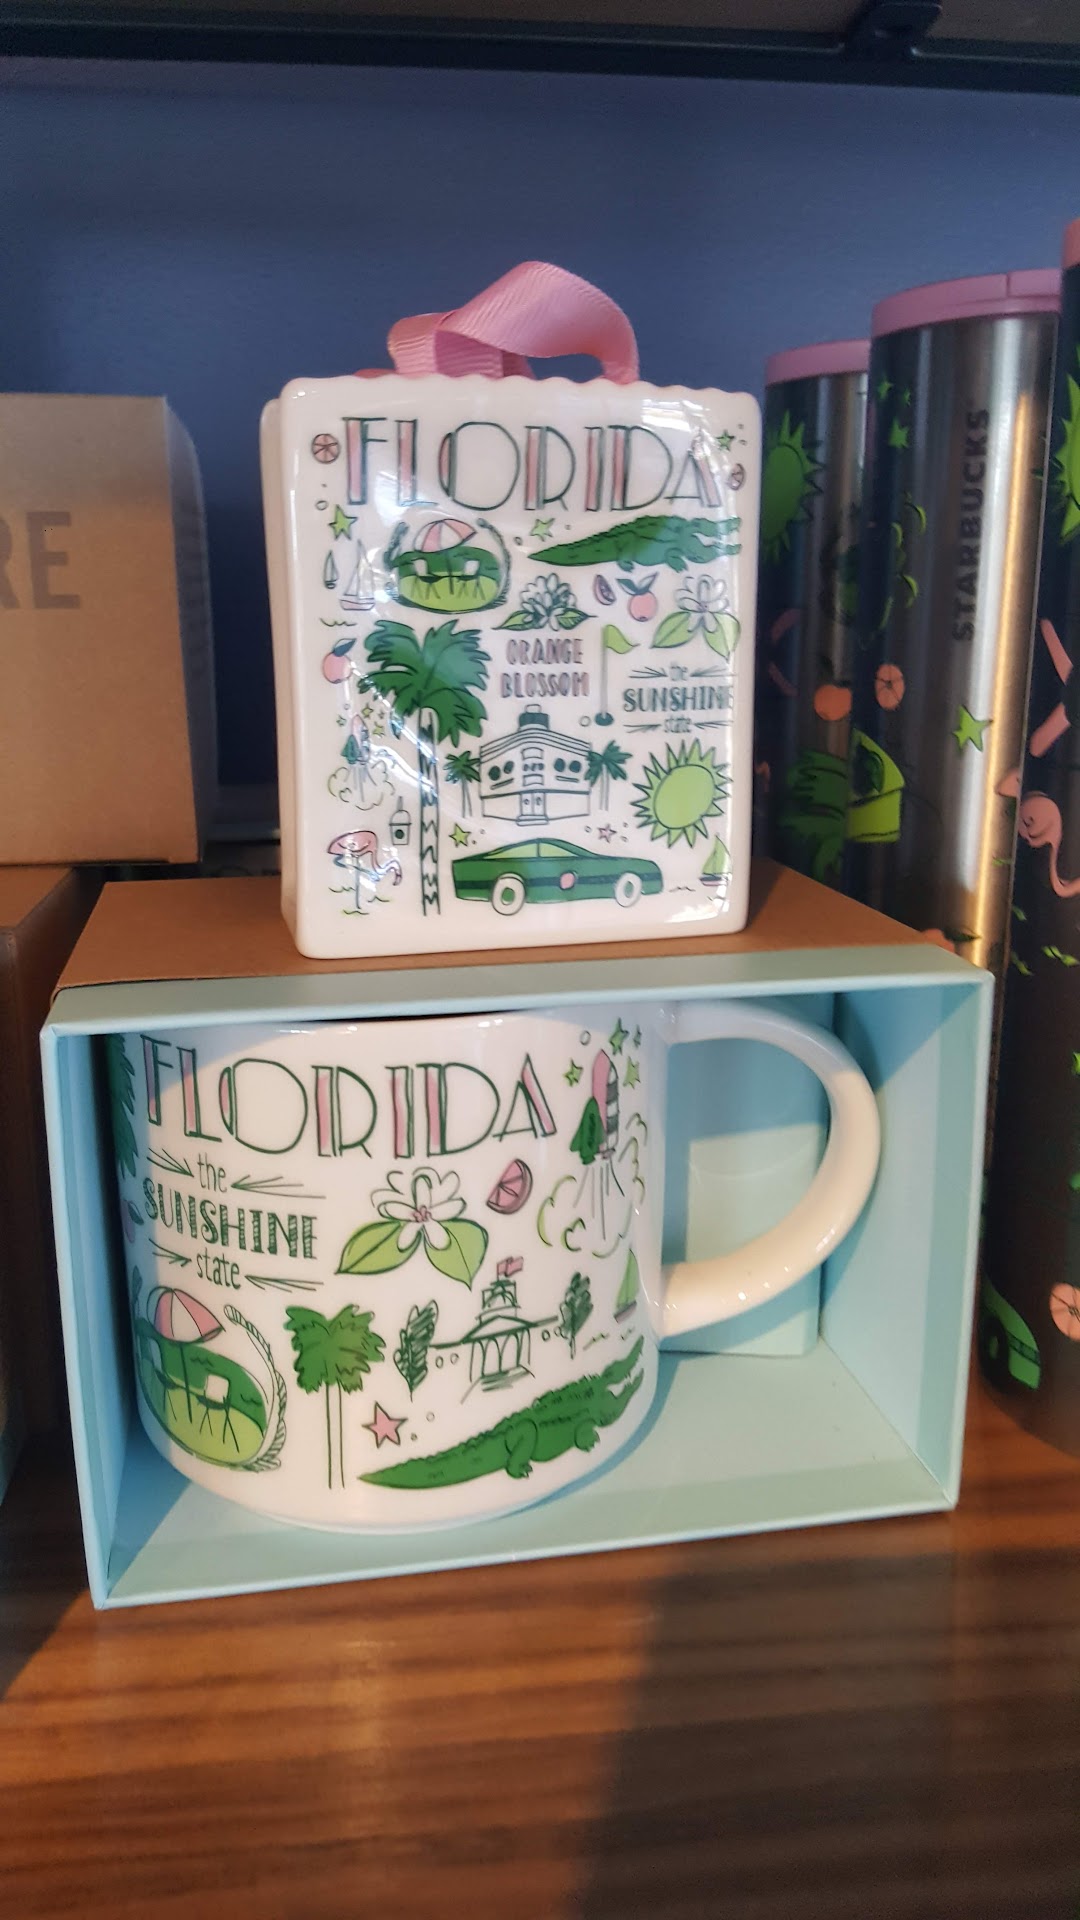 FLORIDA
ORANGE
BLOSSOM
the
SUNSHINE
state
FLORIDA
the
SUNSHINE
state
STARBUCKS
RE